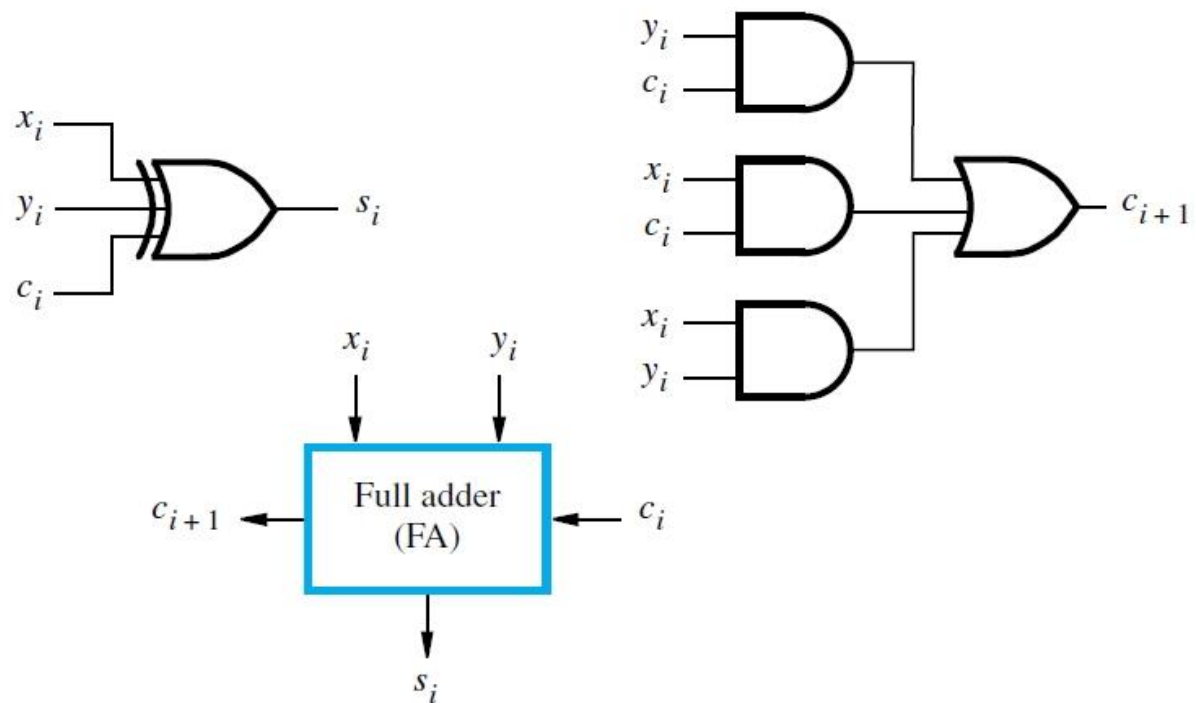 x_i
y_i
c_i
s_i
y_i
c_i
x_i
c_i
x_i
y_i
c_{i+1}
x_i
y_i
Full adder
(FA)
c_{i+1}
c_i
s_i